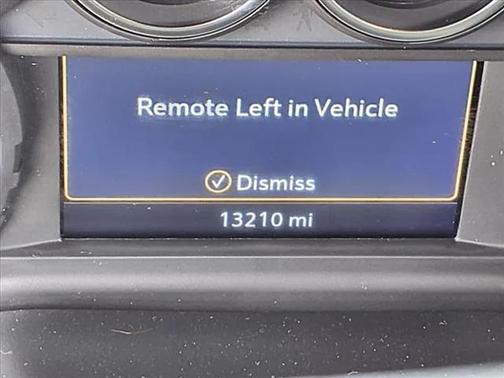 Remote Left in Vehicle
Dismiss
13210 mi